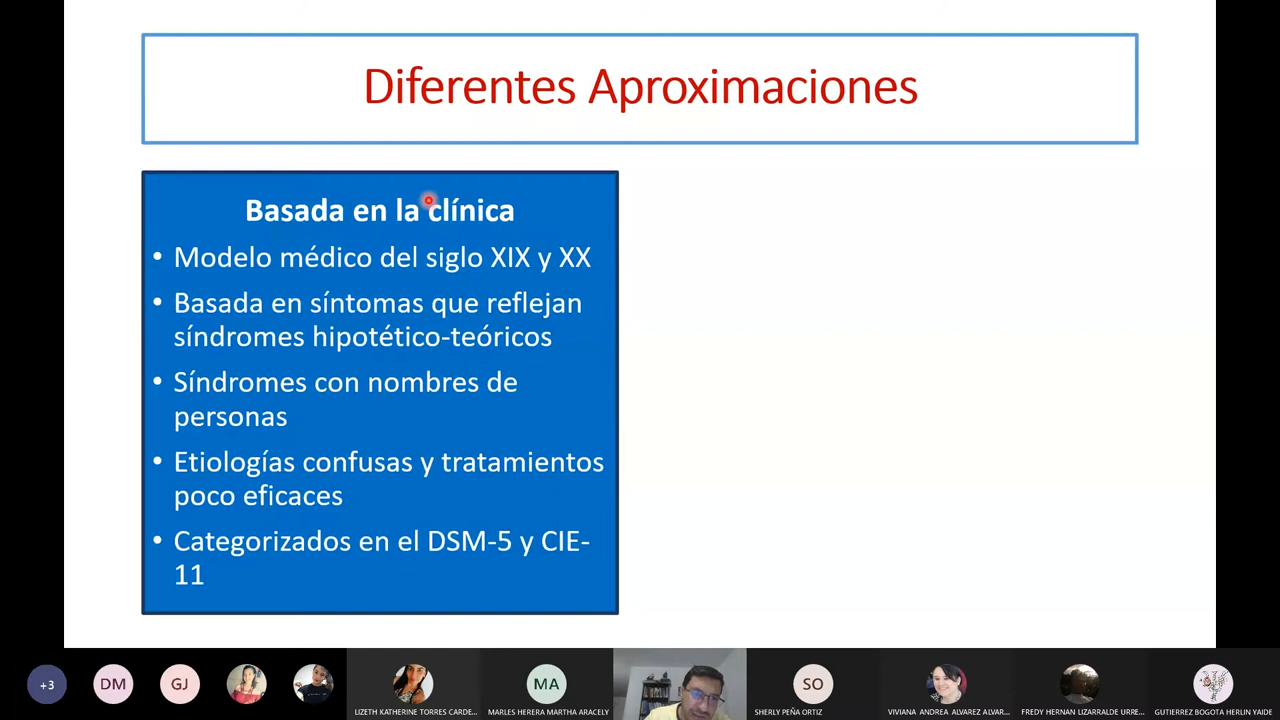 Diferentes Aproximaciones
Basada en la clínica
• Modelo médico del siglo XIX y XX
• Basada en síntomas que reflejan
síndromes hipotético-teóricos
• Síndromes con nombres de
personas
• Etiologías confusas y tratamientos
poco eficaces
• Categorizados en el DSM-5 y CIE-
11
+3
DM
GJ
LIZETH KATHERINE TORRES CARDE...
MA
MARLES HERERA MARTHA ARACELY
SO
SHERLY PEÑA ORTIZ
VIVIANA ANDREA ALVAREZ ALVAR...
FREDY HERNAN LIZARRALDE URRE...
GUTIERREZ BOGOTA HERLIN YAIDE